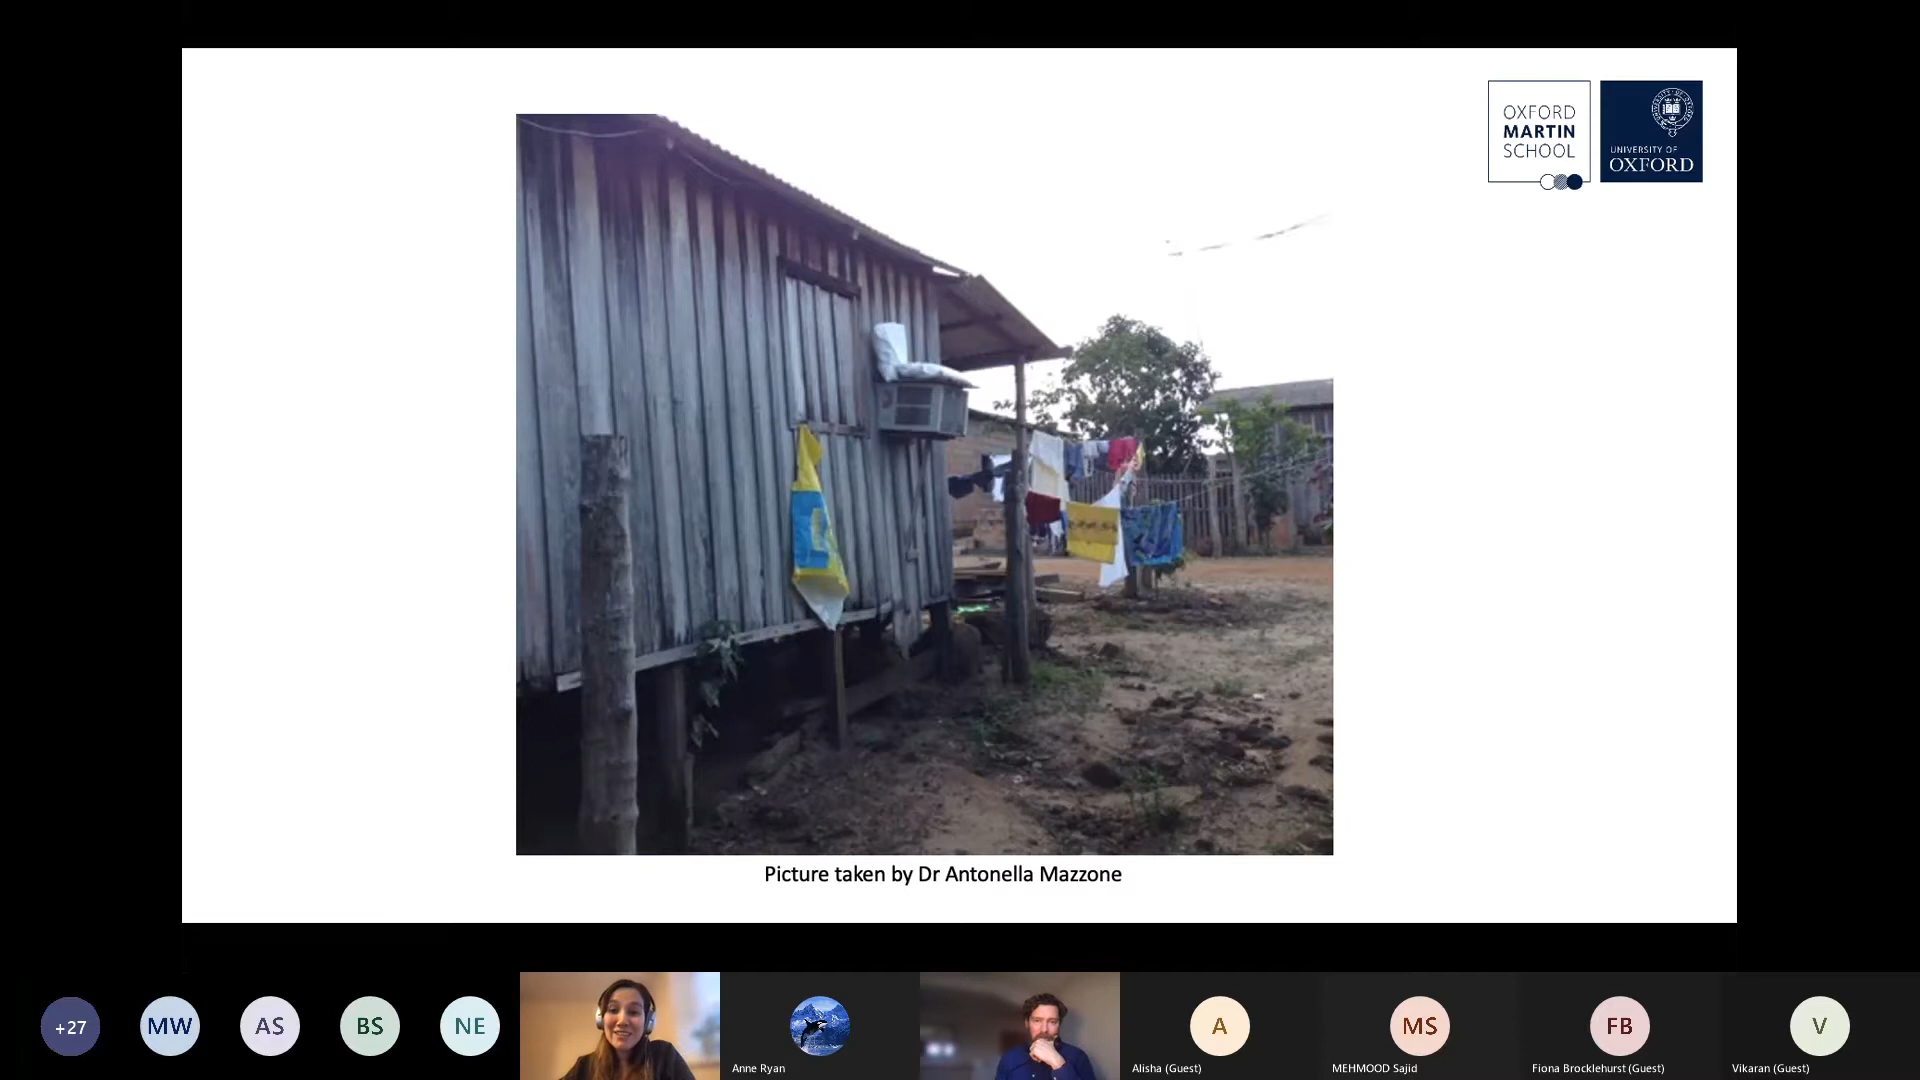 OXFORD
MARTIN
SCHOOL
UNIVERSITY OF
OXFORD
Picture taken by Dr Antonella Mazzone
+27
MW
AS
BS
NE
Anne Ryan
A
Alisha (Guest)
MS
MEHMOOD Sajid
FB
Fiona Brocklehurst (Guest)
V
Vikaran (Guest)